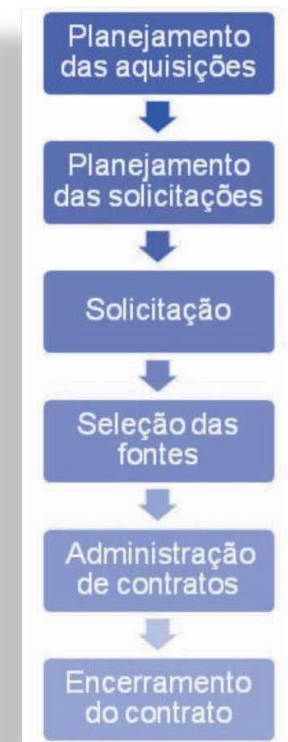 Planejamento
das aquisições
Planejamento
das solicitações
Solicitação
Seleção das
fontes
Administração
de contratos
Encerramento
do contrato